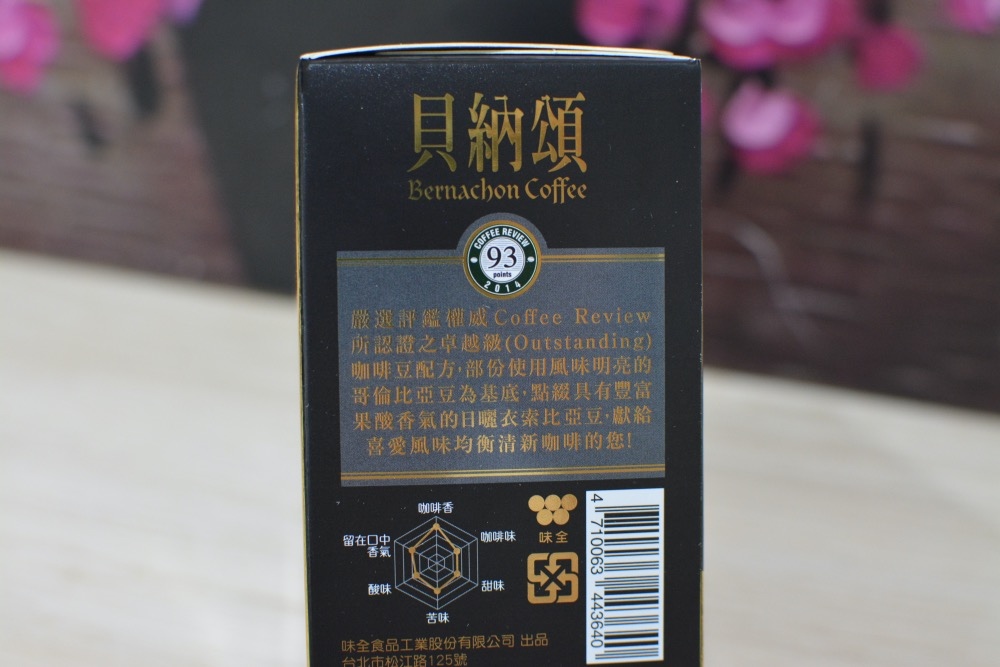 貝納頌
Bernachon Coffee
COFFEE REVIEW
93
points
2014
嚴選評鑑權威Coffee Review
所認證之卓越級(Outstanding)
咖啡豆配方,部份使用風味明亮的
哥倫比亞豆為基底,點綴具有豐富
果酸香氣的日曬衣索比亞豆,獻給
喜愛風味均衡清新咖啡的您!
咖啡香
咖啡味
甜味
苦味
酸味
留在口中
香氣
味全
4 710063 443640
味全食品工業股份有限公司 出品
台北市松江路125號